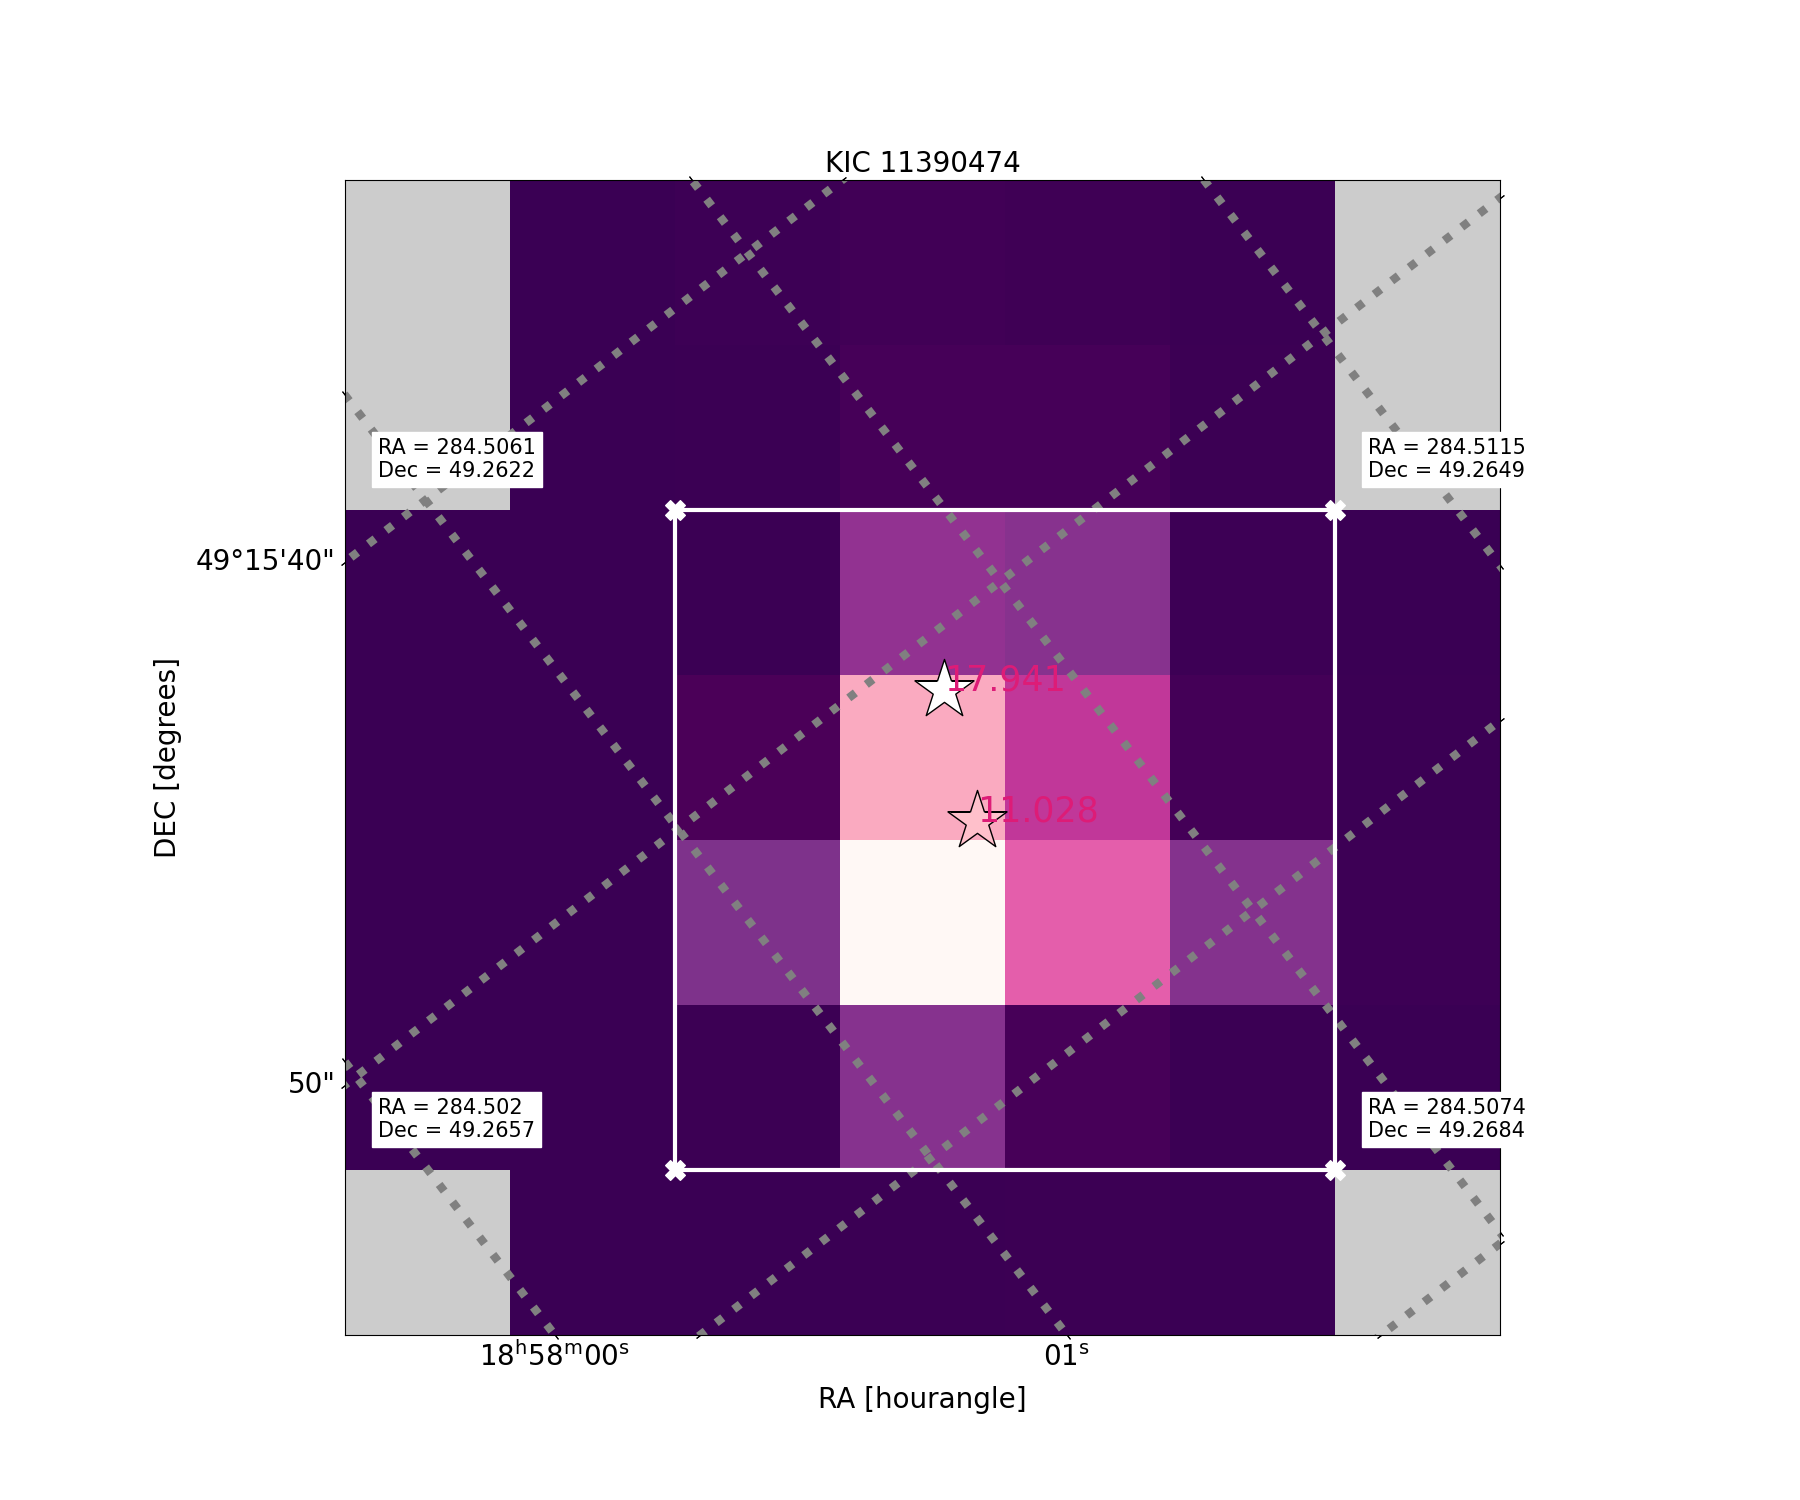 KIC 11390474
RA = 284.5061
Dec = 49.2622
RA = 284.5115
Dec = 49.2649
49°15'40"
17.941
11.028
DEC [degrees]
50"
RA = 284.502
Dec = 49.2657
RA = 284.5074
Dec = 49.2684
18ʰ58ᵐ00ˢ
01ˢ
RA [hourangle]